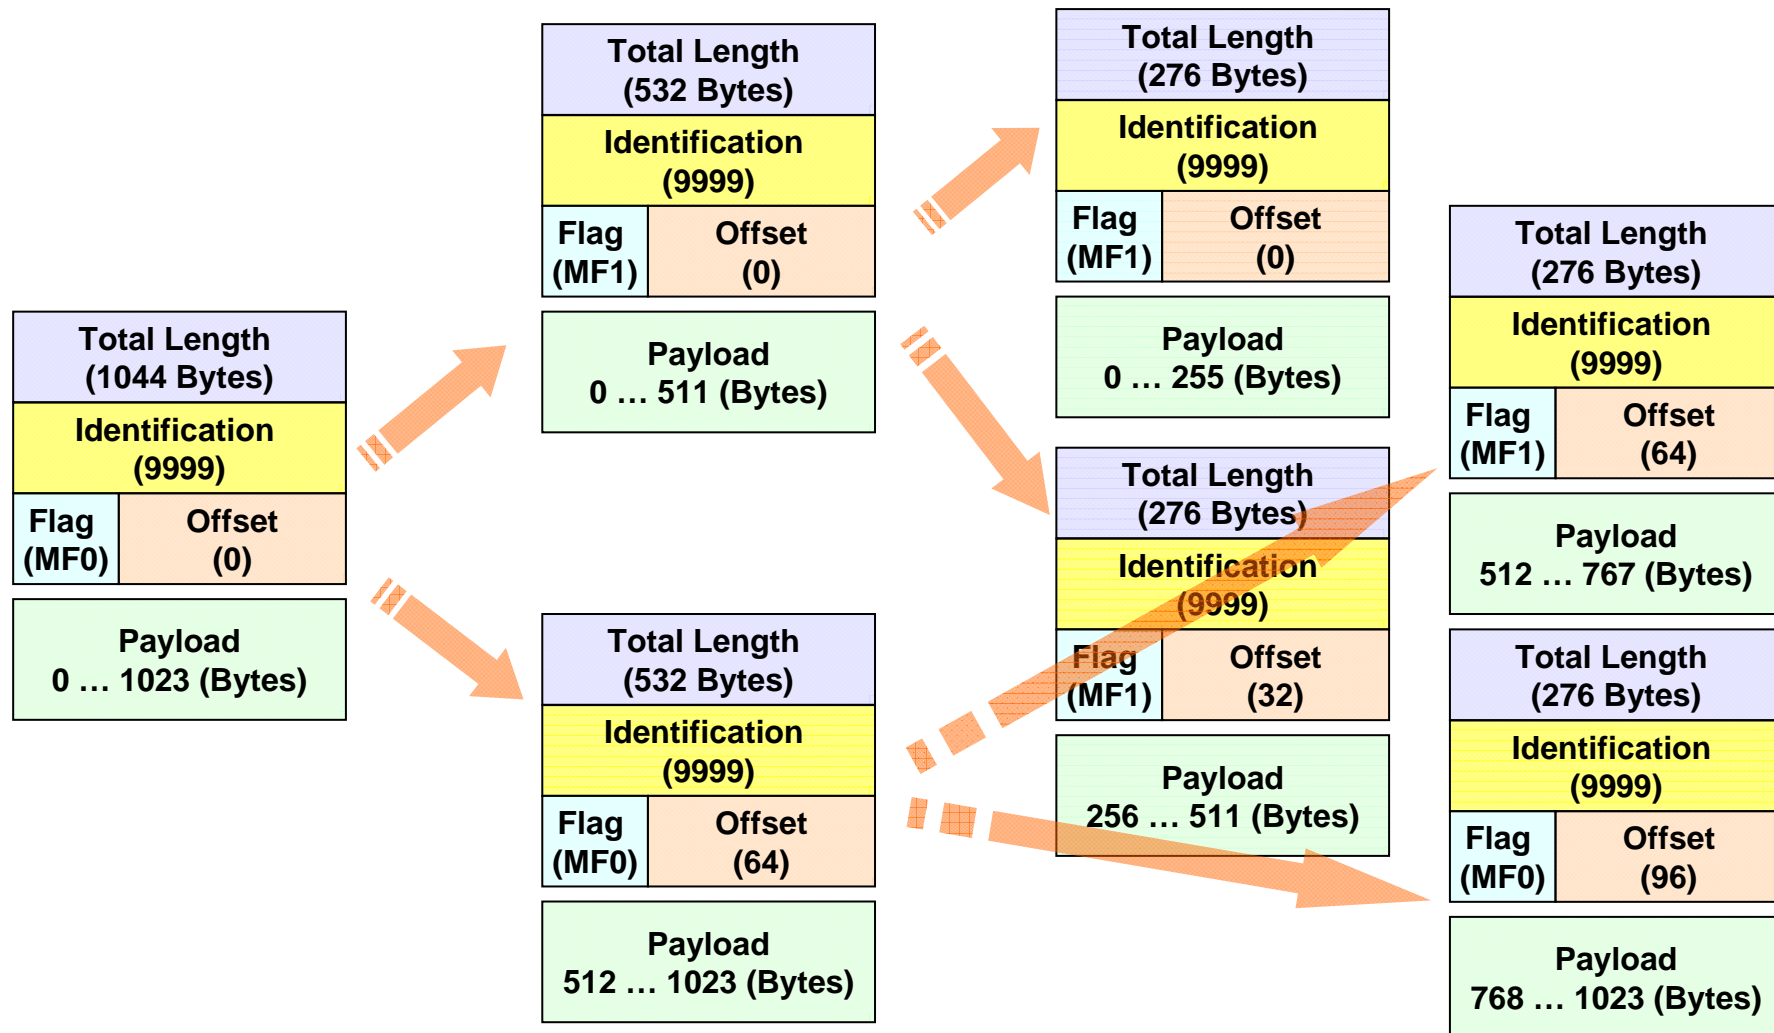 Total Length
(1044 Bytes)
Identification
(9999)
Flag
(MF0)
Offset
(0)
Payload
0 … 1023 (Bytes)
Total Length
(532 Bytes)
Identification
(9999)
Flag
(MF1)
Offset
(0)
Payload
0 … 511 (Bytes)
Total Length
(532 Bytes)
Identification
(9999)
Flag
(MF0)
Offset
(64)
Payload
512 … 1023 (Bytes)
Total Length
(276 Bytes)
Identification
(9999)
Flag
(MF1)
Offset
(0)
Payload
0 … 255 (Bytes)
Total Length
(276 Bytes)
Identification
(9999)
Flag
(MF1)
Offset
(32)
Payload
256 … 511 (Bytes)
Total Length
(276 Bytes)
Identification
(9999)
Flag
(MF1)
Offset
(64)
Payload
512 … 767 (Bytes)
Total Length
(276 Bytes)
Identification
(9999)
Flag
(MF0)
Offset
(96)
Payload
768 … 1023 (Bytes)